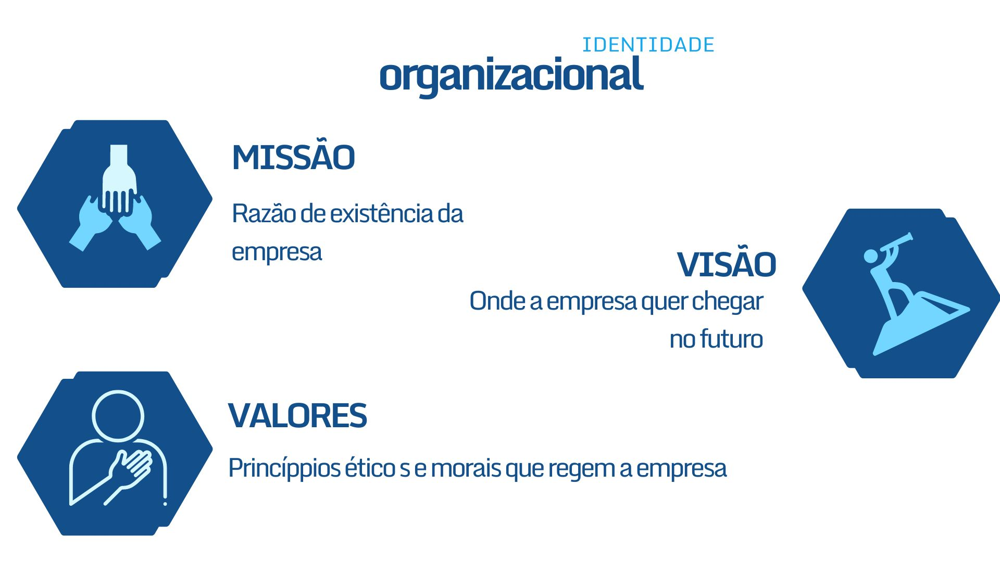 IDENTIDADE
organizacional
MISSÃO
Razão de existência da
empresa
VISÃO
Onde a empresa quer chegar
no futuro
VALORES
Princíppios ético s e morais que regem a empresa